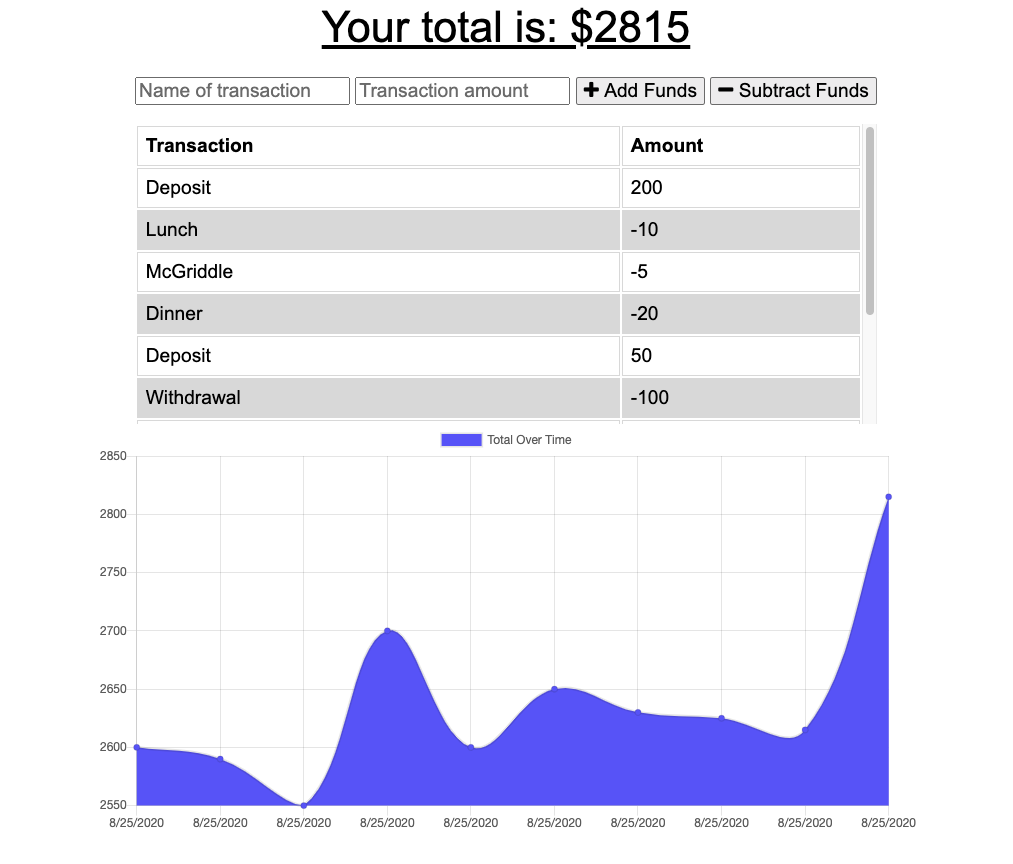 Your total is: $2815
Name of transaction Transaction amount Add Funds Subtract Funds
Transaction Amount
Deposit 200
Lunch -10
McGriddle -5
Dinner -20
Deposit 50
Withdrawal -100
Total Over Time
2850
2800
2750
2700
2650
2600
2550
8/25/2020 8/25/2020 8/25/2020 8/25/2020 8/25/2020 8/25/2020 8/25/2020 8/25/2020 8/25/2020 8/25/2020